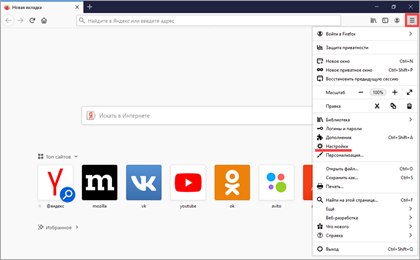 Новая вкладка
Найдите в Яндекс или введите адрес
Войти в Firefox
Защита приватности
Новое окно Ctrl+N
Новое приватное окно Ctrl+Shift+P
Восстановить предыдущую сессию
Масштаб 100%
Правка
Библиотека
Логины и пароли
Дополнения Ctrl+Shift+A
Настройки
Персонализация...
Открыть файл... Ctrl+O
Сохранить как... Ctrl+S
Печать...
Найти на этой странице... Ctrl+F
Ещё
Веб-разработка
Что нового
Справка
Выход Ctrl+Shift+Q
Я Искать в Интернете
Топ сайтов
Я
@яндекс
m
mozilla
vk
youtube
ok
avito
Избранное